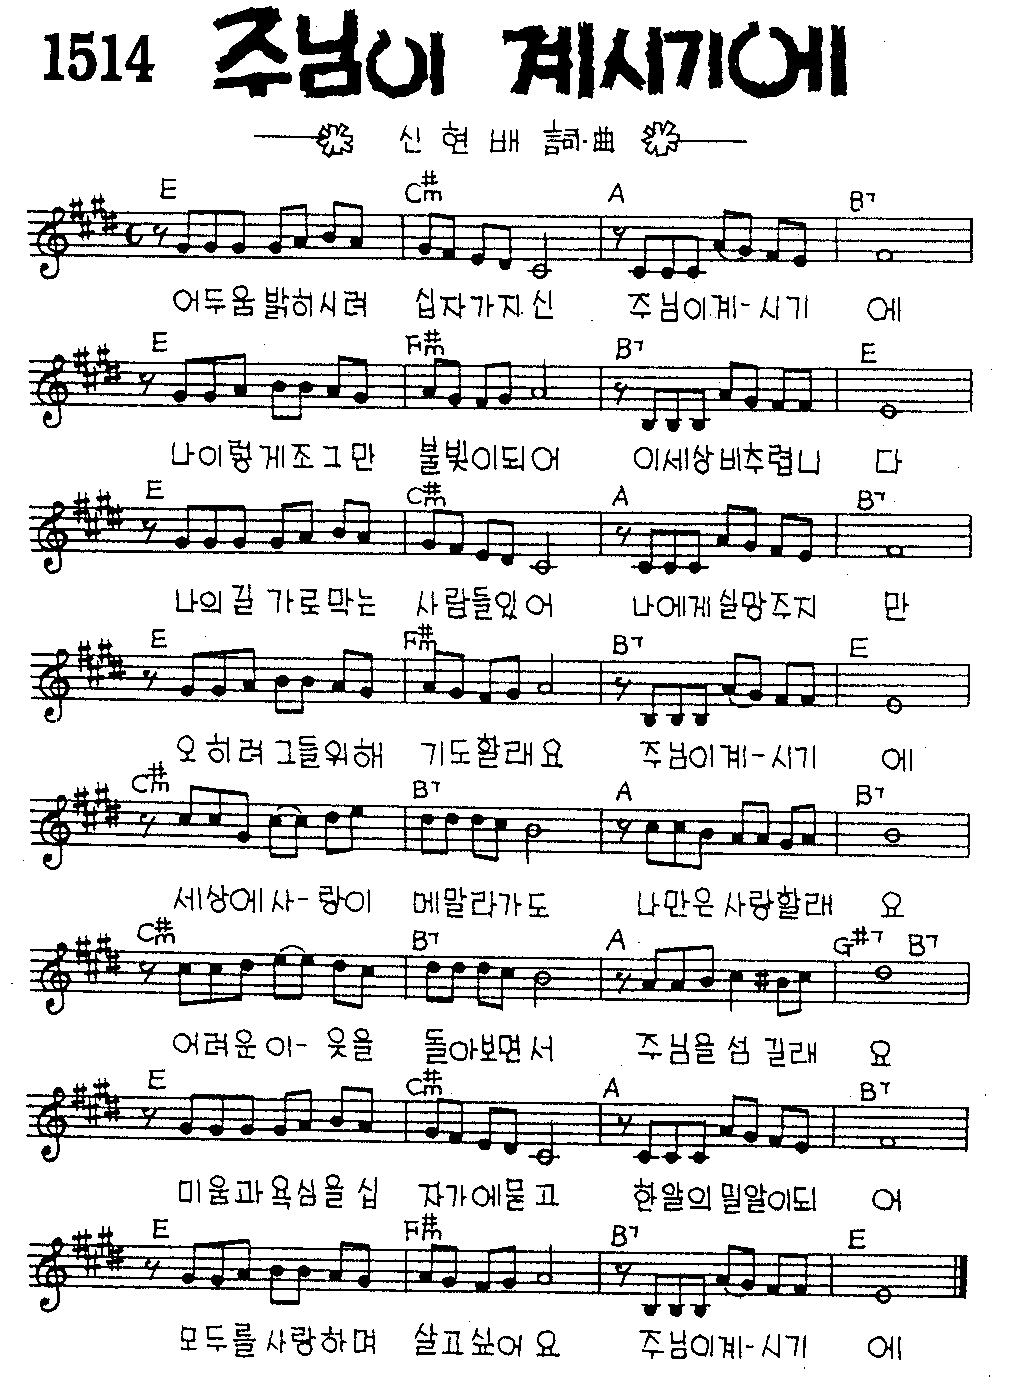 1514 주님이 계시기에
신현배 詞·曲
E C#m A B7
어두움 밝히시려 십자가지신 주님이계-시기 에
E F#m B7 E
나이렇게조그만 불빛이되어 이세상비추렵니 다
E C#m A B7
나의길 가로막는 사람들있어 나에게실망주지 만
E F#m B7 E
오히려그들위해 기도할래요 주님이계-시기 에
C#m B7 A B7
세상에사-랑이 메말라가도 나만은사랑할래 요
C#m B7 A G#7 B7
어려운이-웃을 돌아보면서 주님을섬길래 요
E C#m A B7
미움과욕심을십 자가에묻고 한알의밀알이되 어
E F#m B7 E
모두를사랑하며 살고싶어요 주님이계-시기 에